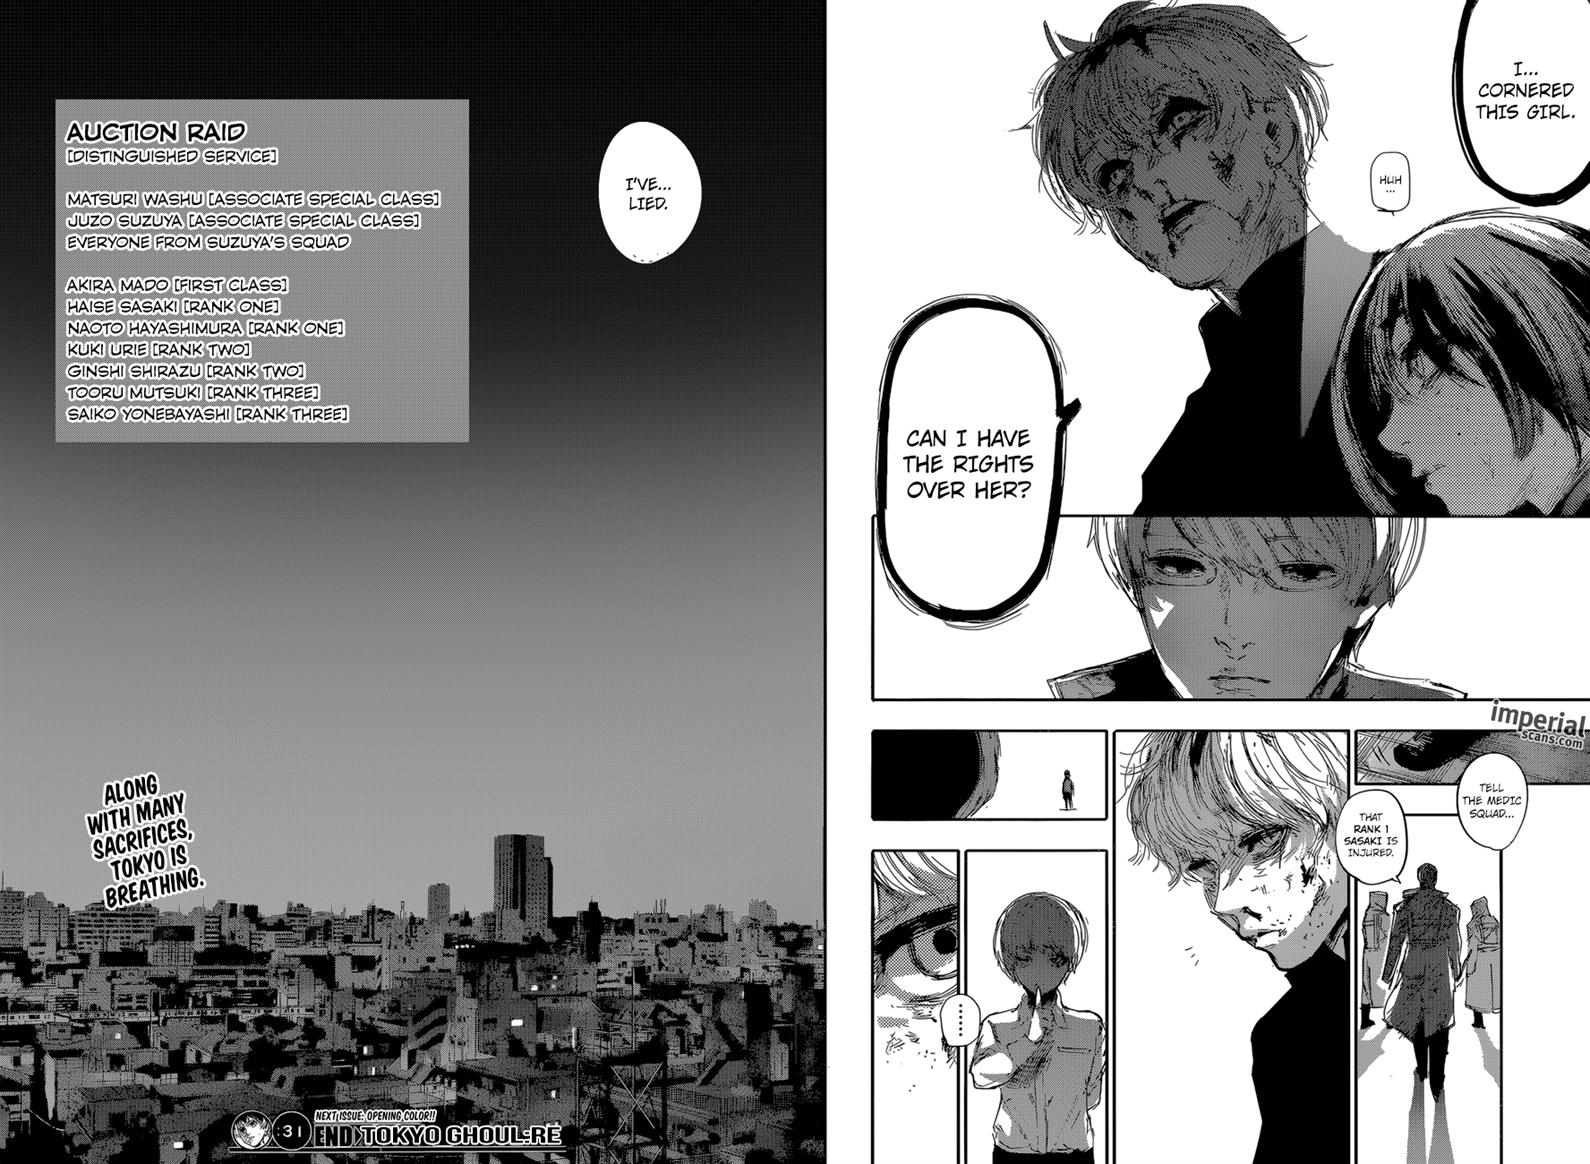 I...
CORNERED
THIS GIRL.
HUH
...
CAN I HAVE
THE RIGHTS
OVER HER?
imperial
scans.com
TELL
THE MEDIC
SQUAD...
THAT
RANK 1
SASAKI IS
INJURED.
......
I'VE...
LIED.
AUCTION RAID
[DISTINGUISHED SERVICE]
MATSURI WASHU [ASSOCIATE SPECIAL CLASS]
JUZO SUZUYA [ASSOCIATE SPECIAL CLASS]
EVERYONE FROM SUZUYA'S SQUAD
AKIRA MADO [FIRST CLASS]
HAISE SASAKI [RANK ONE]
NAOTO HAYASHIMURA [RANK ONE]
KUKI URIE [RANK TWO]
GINSHI SHIRAZU [RANK TWO]
TOORU MUTSUKI [RANK THREE]
SAIKO YONEBAYASHI [RANK THREE]
ALONG
WITH MANY
SACRIFICES,
TOKYO IS
BREATHING.
NEXT ISSUE: OPENING COLOR!!
:31
END>TOKYO GHOUL:RE